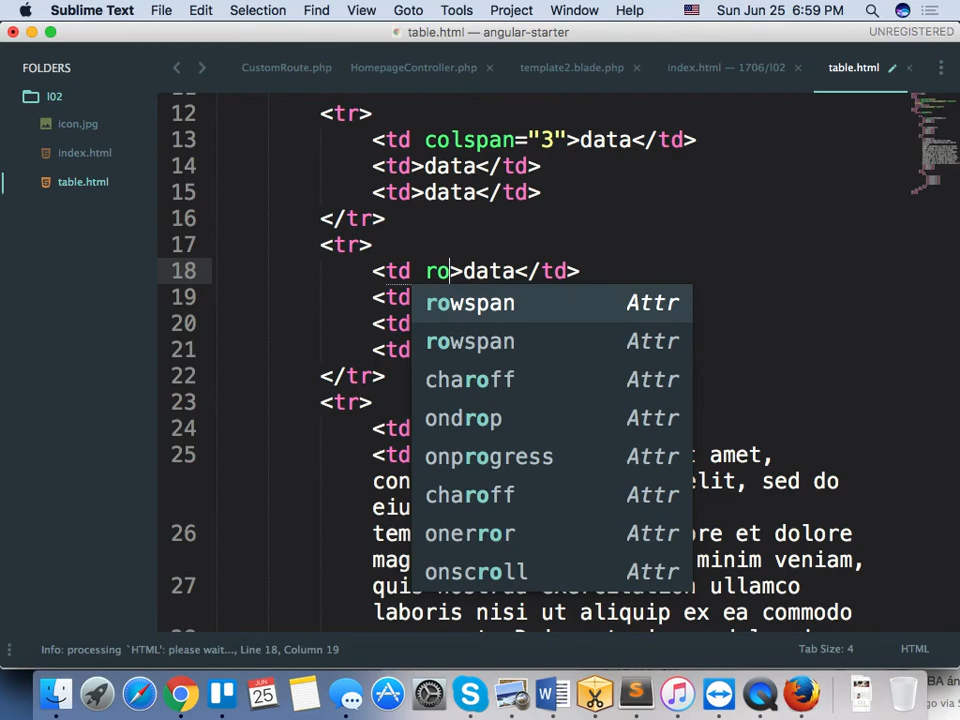 Sublime Text File Edit Selection Find View Goto Tools Project Window Help Sun Jun 25 6:59 PM
table.html — angular-starter UNREGISTERED
FOLDERS
l02
icon.jpg
index.html
table.html
CustomRoute.php HomepageController.php × template2.blade.php × index.html — 1706/l02 × table.html
12 <tr>
13 <td colspan="3">data</td>
14 <td>data</td>
15 <td>data</td>
16 </tr>
17 <tr>
18 <td ro>data</td>
19 <td
20 <td
21 <td
22 </tr>
23 <tr>
24 <td
25 <td amet,
con elit, sed do
eiu
26 tem ore et dolore
mag minim veniam,
27 quis nostrud exercitation ullamco
laboris nisi ut aliquip ex ea commodo
rowspan Attr
rowspan Attr
charoff Attr
ondrop Attr
onprogress Attr
charoff Attr
onerror Attr
onscroll Attr
Info: processing `HTML': please wait..., Line 18, Column 19 Tab Size: 4 HTML
JUN
25
BA án
go via S